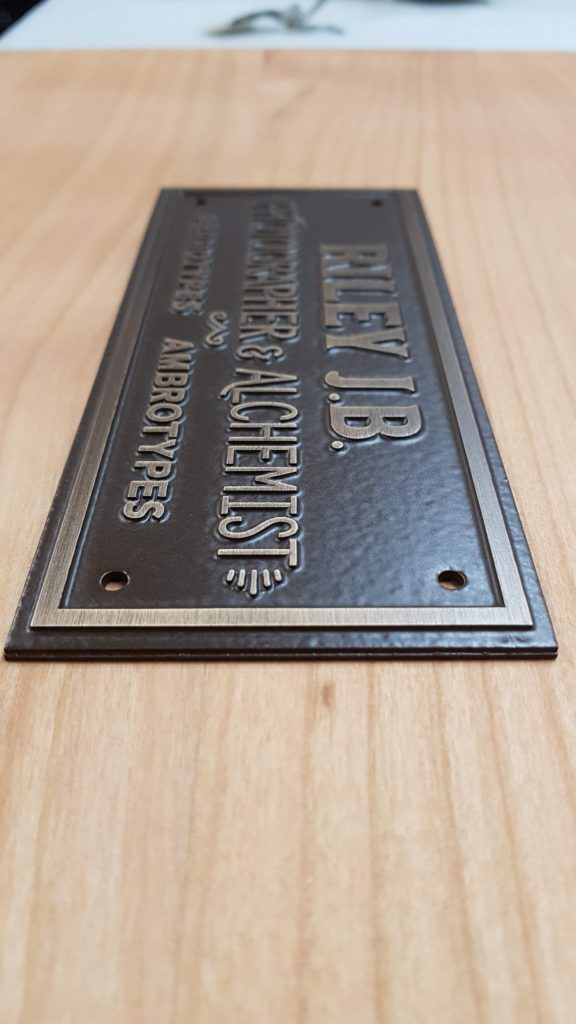 RILEY J.B.
PHOTOGRAPHER & ALCHEMIST
AMBROTYPES